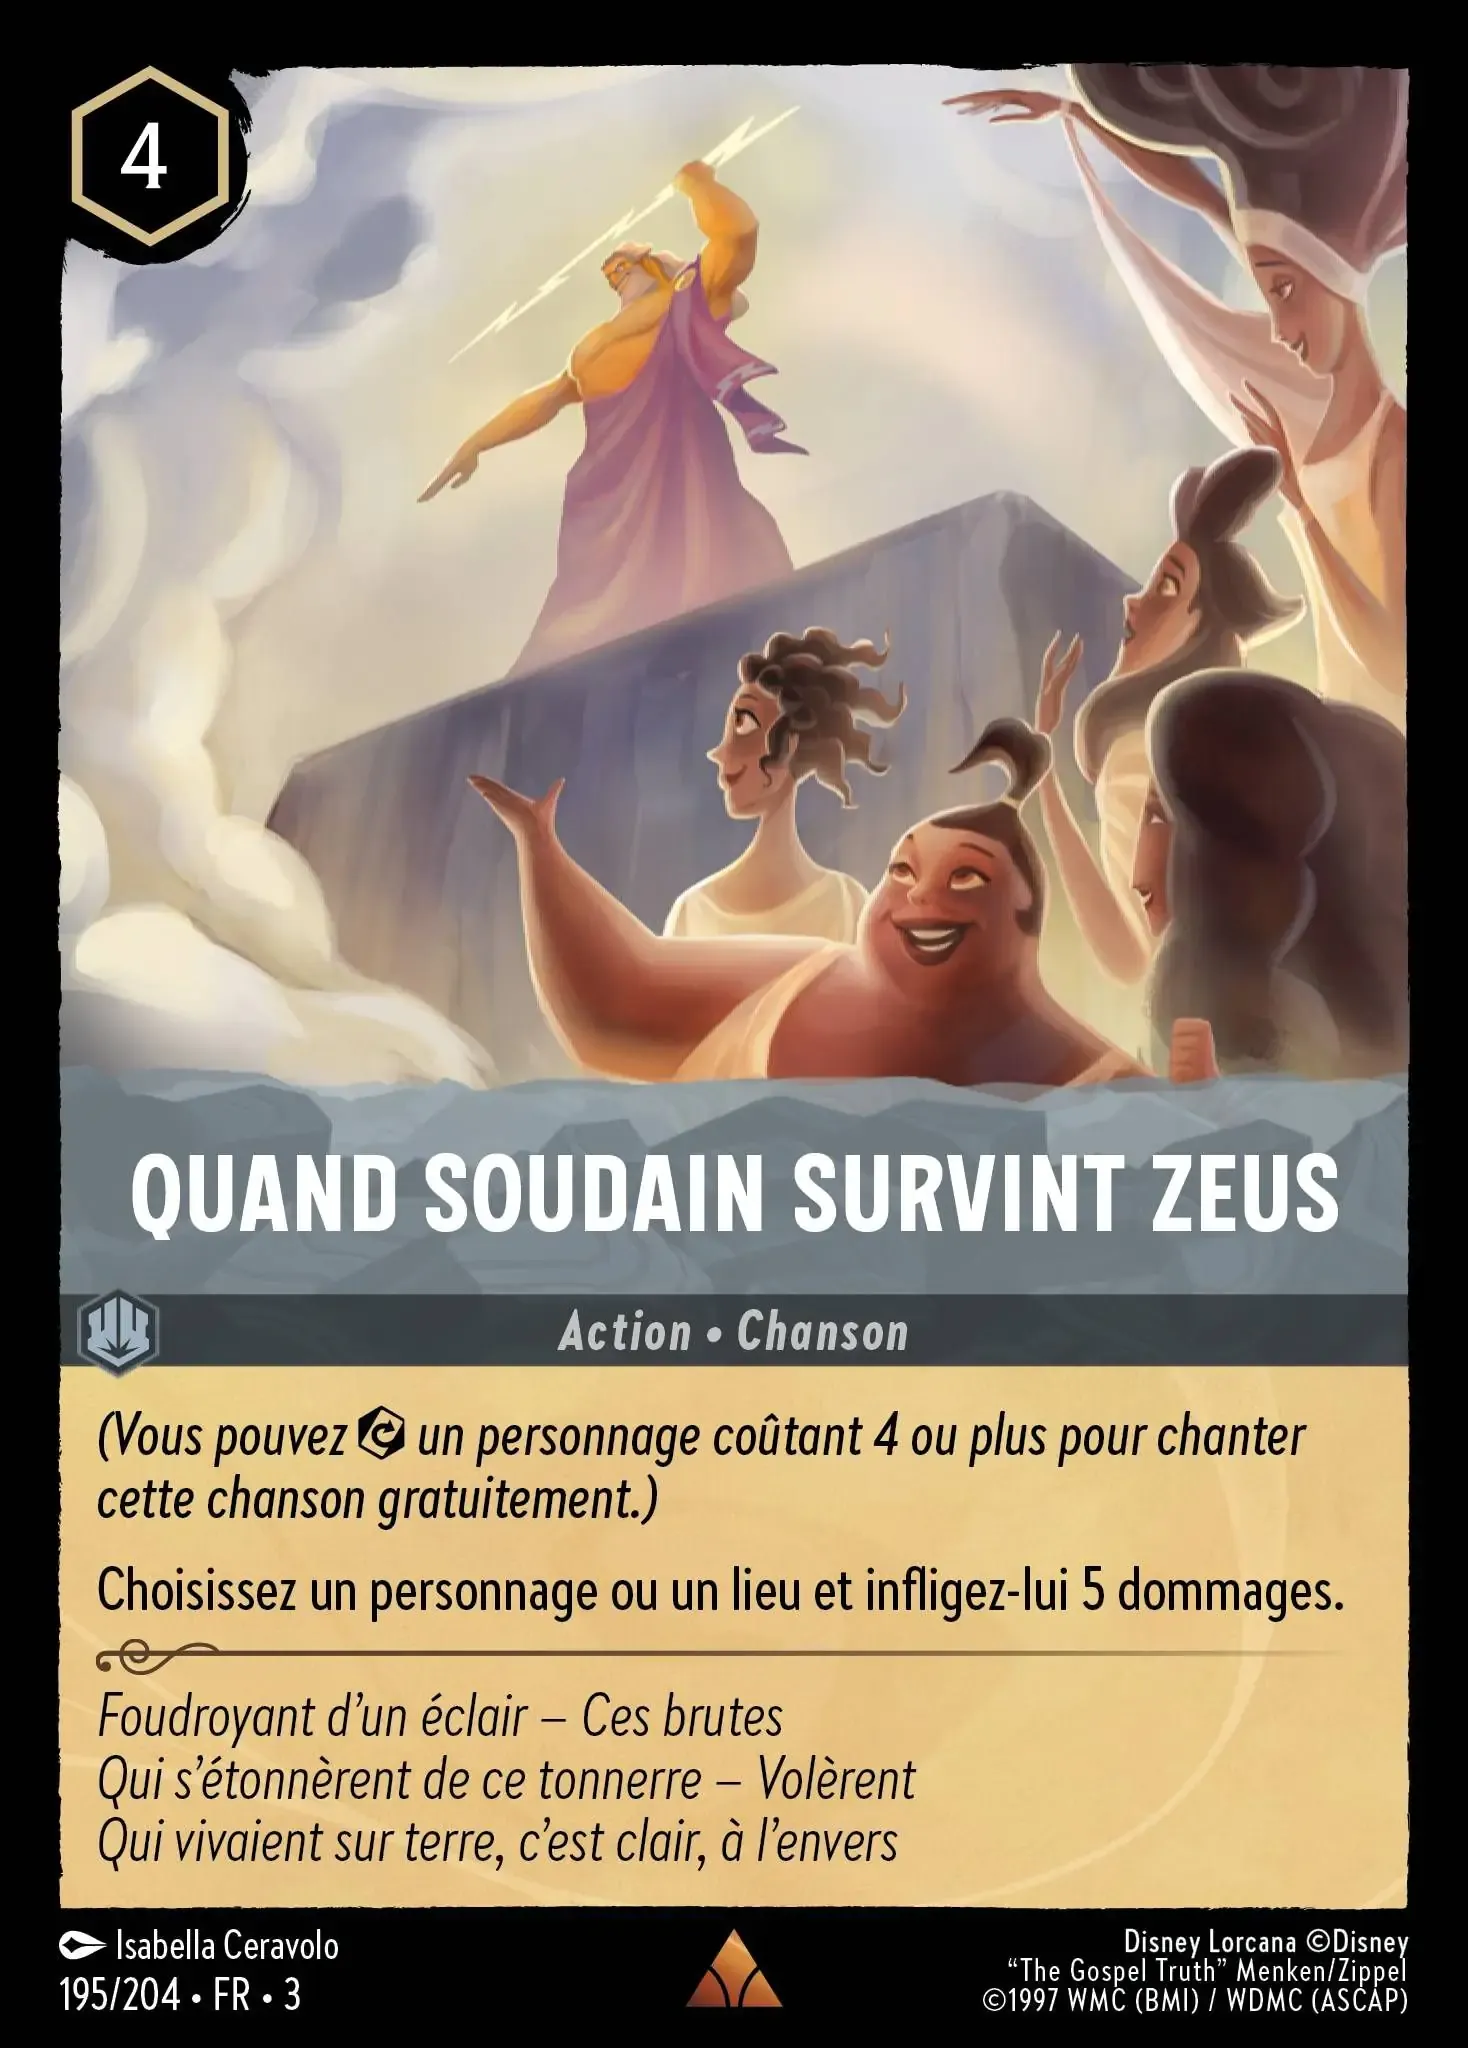 4
QUAND SOUDAIN SURVINT ZEUS
Action • Chanson
(Vous pouvez un personnage coûtant 4 ou plus pour chanter
cette chanson gratuitement.)
Choisissez un personnage ou un lieu et infligez-lui 5 dommages.
Foudroyant d’un éclair – Ces brutes
Qui s’étonnèrent de ce tonnerre – Volèrent
Qui vivaient sur terre, c’est clair, à l’envers
Isabella Ceravolo
195/204 • FR • 3
Disney Lorcana ©Disney
“The Gospel Truth” Menken/Zippel
©1997 WMC (BMI) / WDMC (ASCAP)